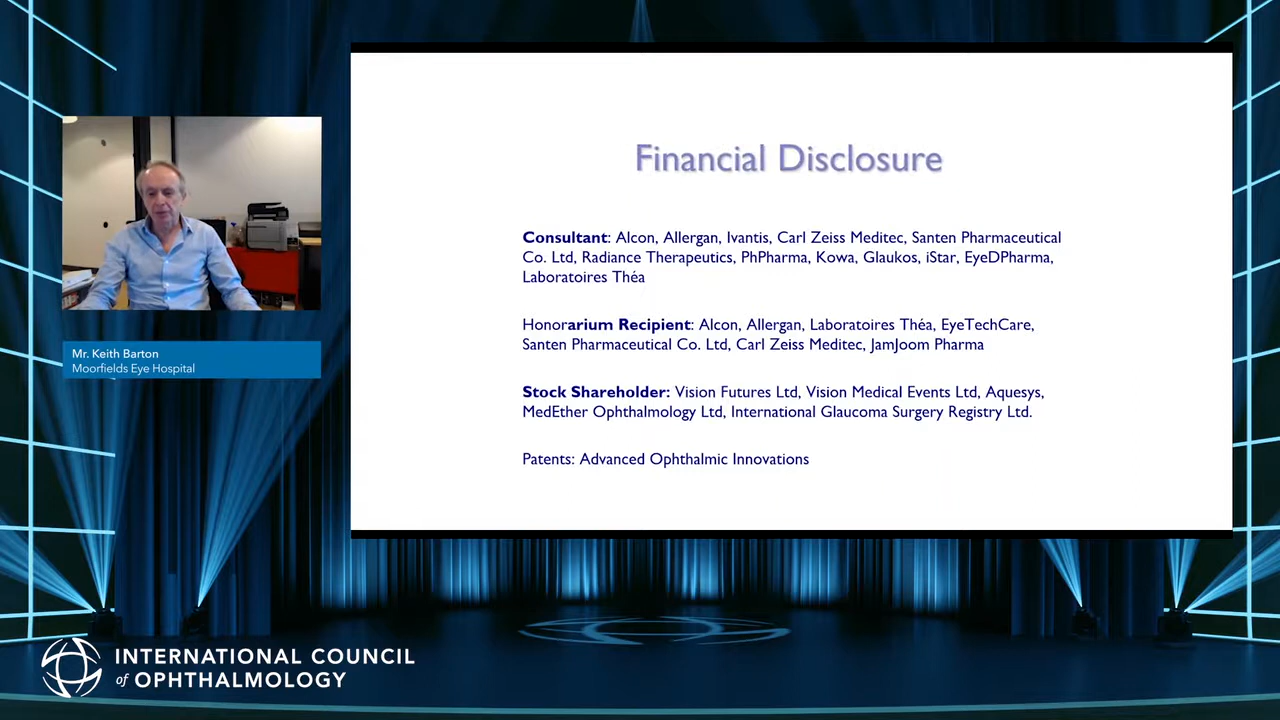 Financial Disclosure
Consultant: Alcon, Allergan, Ivantis, Carl Zeiss Meditec, Santen Pharmaceutical
Co. Ltd, Radiance Therapeutics, PhPharma, Kowa, Glaukos, iStar, EyeDPharma,
Laboratoires Théa
Honorarium Recipient: Alcon, Allergan, Laboratoires Théa, EyeTechCare,
Santen Pharmaceutical Co. Ltd, Carl Zeiss Meditec, JamJoom Pharma
Stock Shareholder: Vision Futures Ltd, Vision Medical Events Ltd, Aquesys,
MedEther Ophthalmology Ltd, International Glaucoma Surgery Registry Ltd.
Patents: Advanced Ophthalmic Innovations
Mr. Keith Barton
Moorfields Eye Hospital
INTERNATIONAL COUNCIL
of OPHTHALMOLOGY